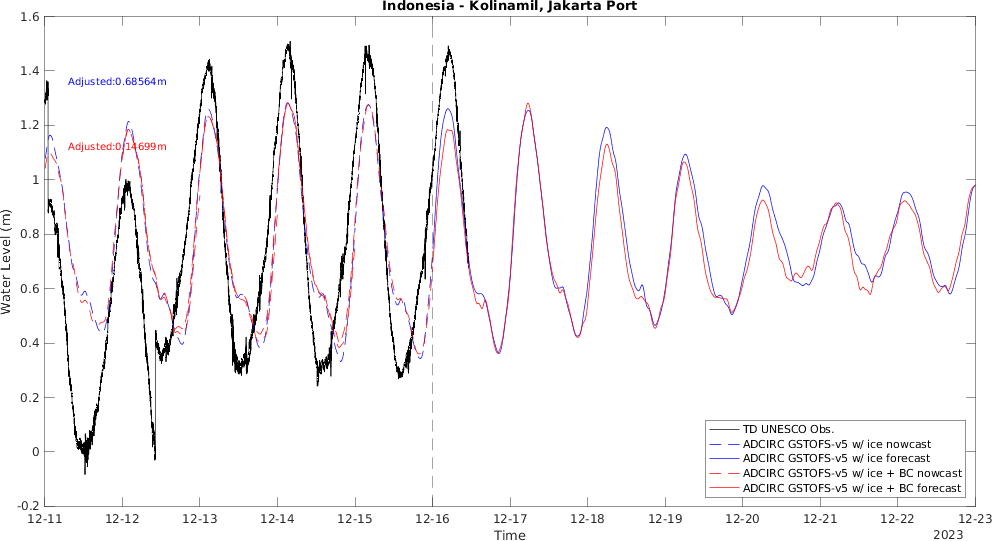 Indonesia - Kolinamil, Jakarta Port
1.6
1.4
1.2
1
0.8
0.6
0.4
0.2
0
-0.2
Water Level (m)
Adjusted:0.68564m
Adjusted:0.14699m
TD UNESCO Obs.
ADCIRC GSTOFS-v5 w/ ice nowcast
ADCIRC GSTOFS-v5 w/ ice forecast
ADCIRC GSTOFS-v5 w/ ice + BC nowcast
ADCIRC GSTOFS-v5 w/ ice + BC forecast
12-11 12-12 12-13 12-14 12-15 12-16 12-17 12-18 12-19 12-20 12-21 12-22 12-23
Time
2023